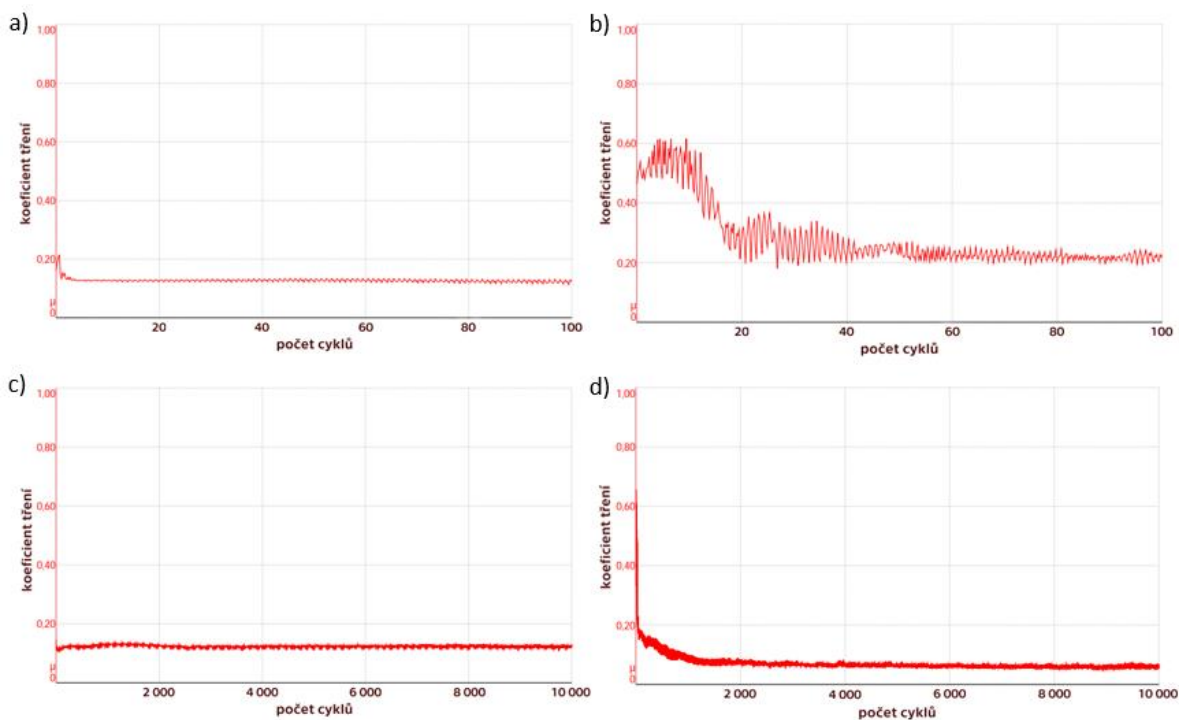 a)
1,00
0,80
0,60
0,40
0,20
μ
0
koeficient tření
20 40 60 80 100
počet cyklů
b)
1,00
0,80
0,60
0,40
0,20
μ
0
koeficient tření
20 40 60 80 100
počet cyklů
c)
1,00
0,80
0,60
0,40
0,20
μ
0
koeficient tření
2 000 4 000 6 000 8 000 10 000
počet cyklů
d)
1,00
0,80
0,60
0,40
0,20
μ
0
koeficient tření
2 000 4 000 6 000 8 000 10 000
počet cyklů